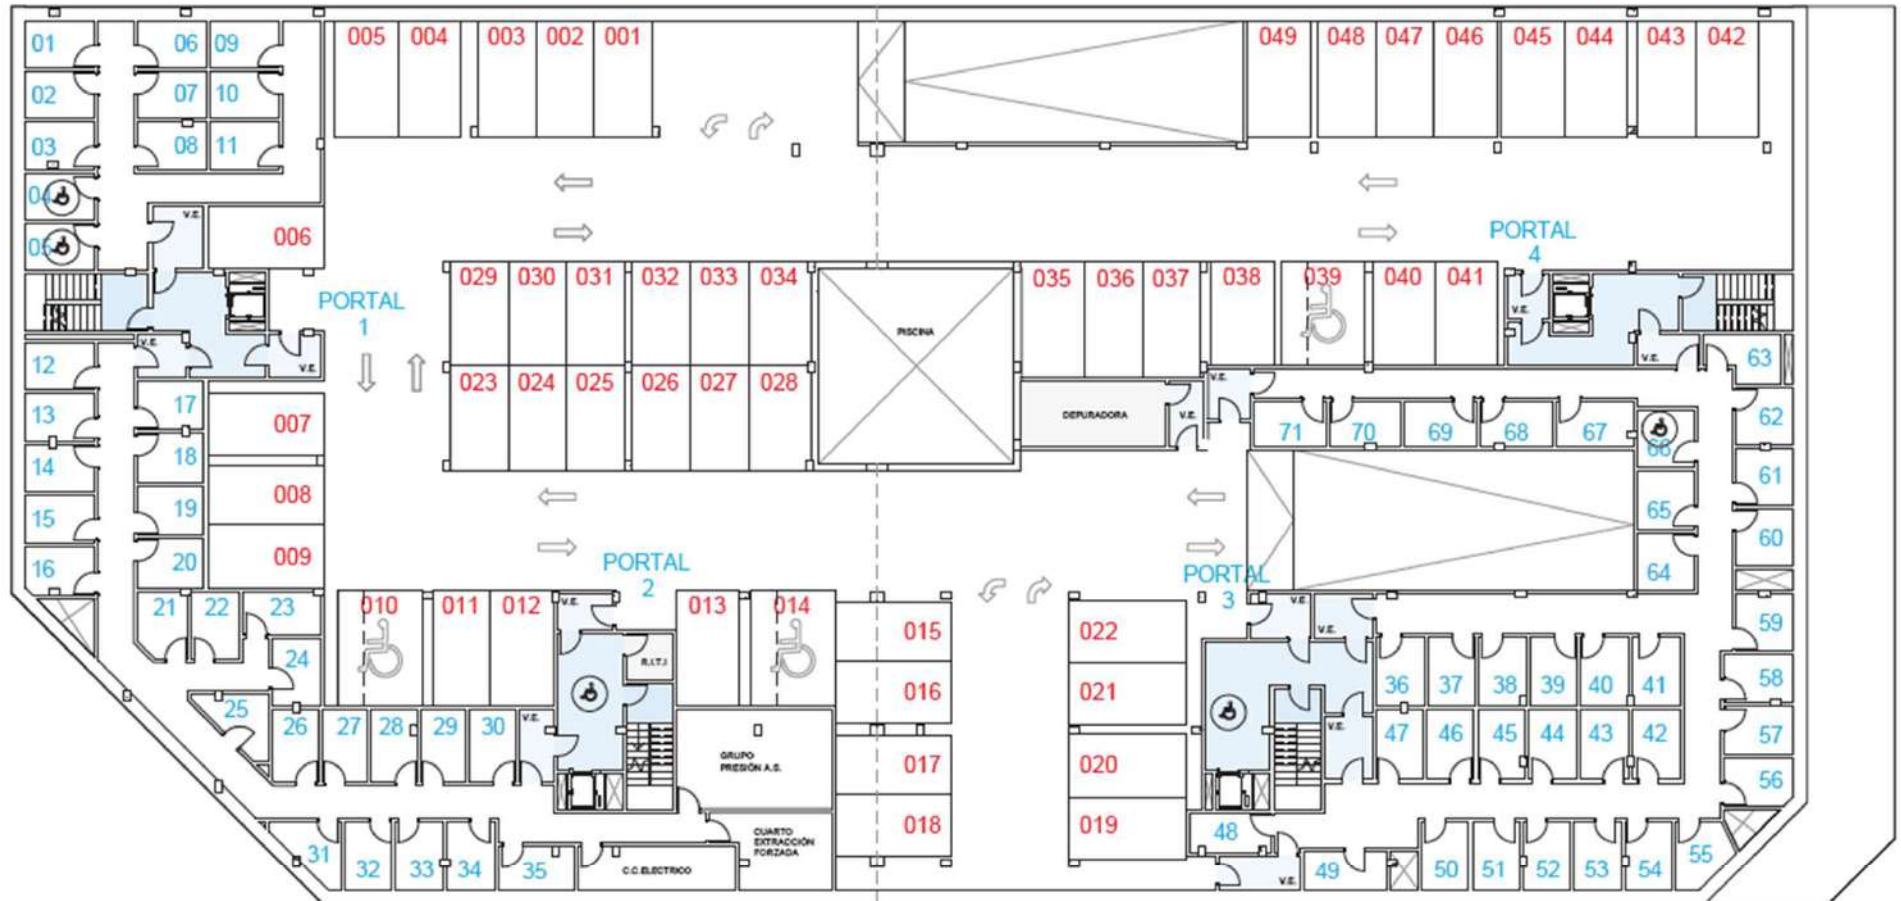 01 06 09 005 004 003 002 001 049 048 047 046 045 044 043 042
02 07 10
03 08 11
04
V.E.
05 006 PORTAL
4
029 030 031 032 033 034 035 036 037 038 039 040 041
PORTAL
1
V.E.
PISCINA
V.E.
V.E.
V.E.
12 63
023 024 025 026 027 028 V.E.
17 DEPURADORA V.E.
13 007 71 70 69 68 67 62
18 66
14 61
19 008 65
15 60
009 PORTAL
2
16 20 PORTAL
3
64
21 22 23 010 011 012 V.E. 013 014 V.E.
59
015 022 V.E.
24 R.I.T.I
016 021 36 37 38 39 40 41 58
25 26 27 28 29 30 V.E. V.E. 47 46 45 44 43 42 57
GRUPO
PRESIÓN A.S.
017 020 56
CUARTO
EXTRACCIÓN
FORZADA
018 019 48
31 32 33 34 35 C.C.ELECTRICO V.E. 49 50 51 52 53 54 55